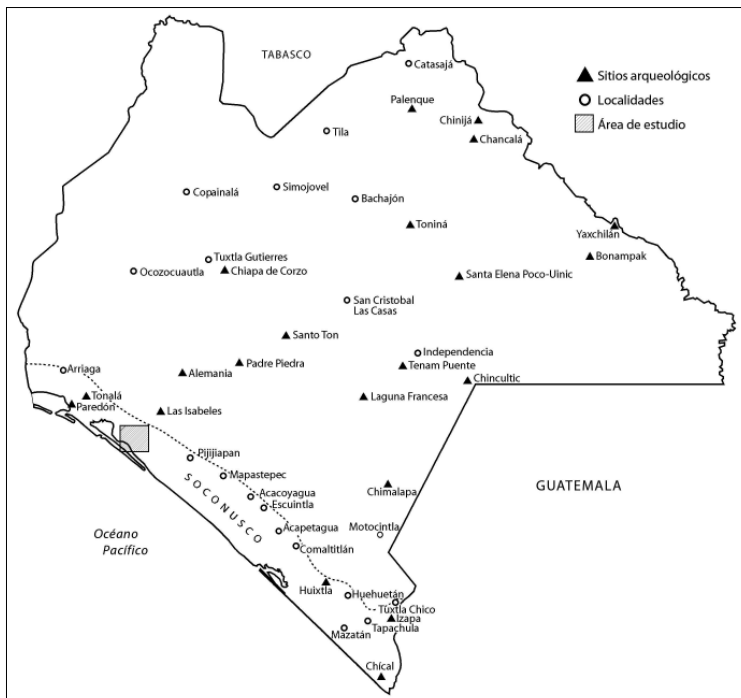 TABASCO
Catasajá
Sitios arqueológicos
Localidades
Área de estudio
Palenque
Chinijá
Chancalá
Tila
Copainalá
Simojovel
Bachajón
Toniná
Yaxchilán
Bonampak
Tuxtla Gutierres
Chiapa de Corzo
Ocozocuautla
Santa Elena Poco-Uinic
San Cristobal
Las Casas
Santo Ton
Independencia
Tenam Puente
Chincultic
Arriaga
Padre Piedra
Alemania
Tonalá
Paredón
Las Isabeles
Laguna Francesa
Pijijiapan
Mapastepec
SOCONUSCO
Acacoyagua
Escuintla
Chimalapa
GUATEMALA
Océano
Pacífico
Acapetagua
Motocintla
Comaltitlán
Huixtla
Huehuetán
Tuxtla Chico
Izapa
Tapachula
Mazatán
Chícal